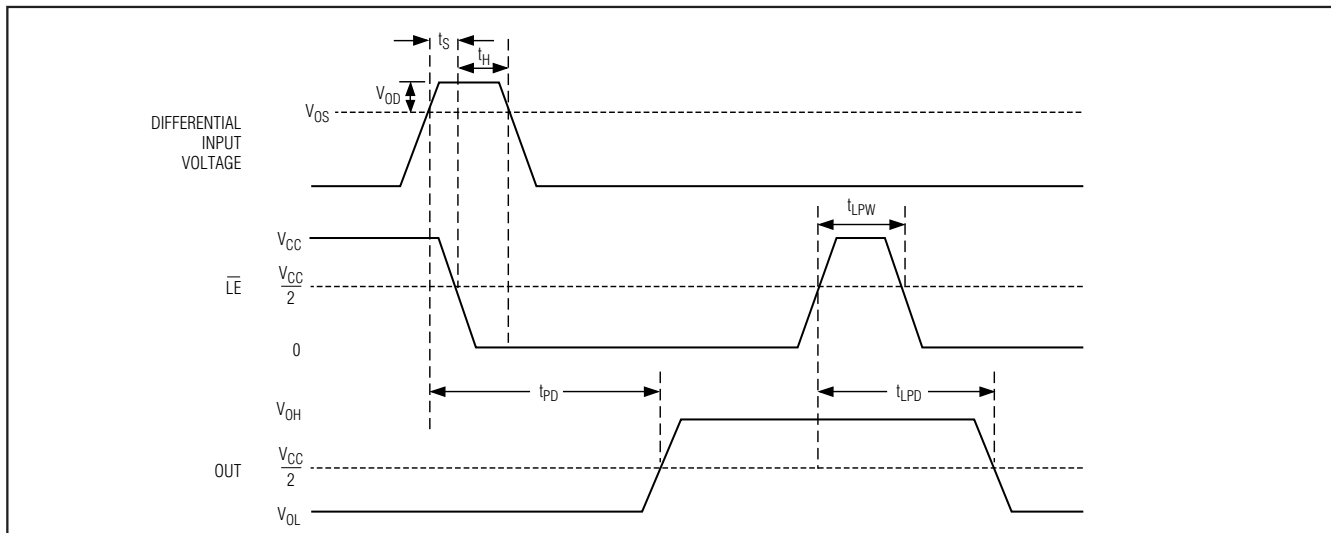 tS
tH
VOD
VOS
DIFFERENTIAL
INPUT
VOLTAGE
tLPW
VCC
VCC
2
LE
0
tPD
tLPD
VOH
VCC
2
OUT
VOL